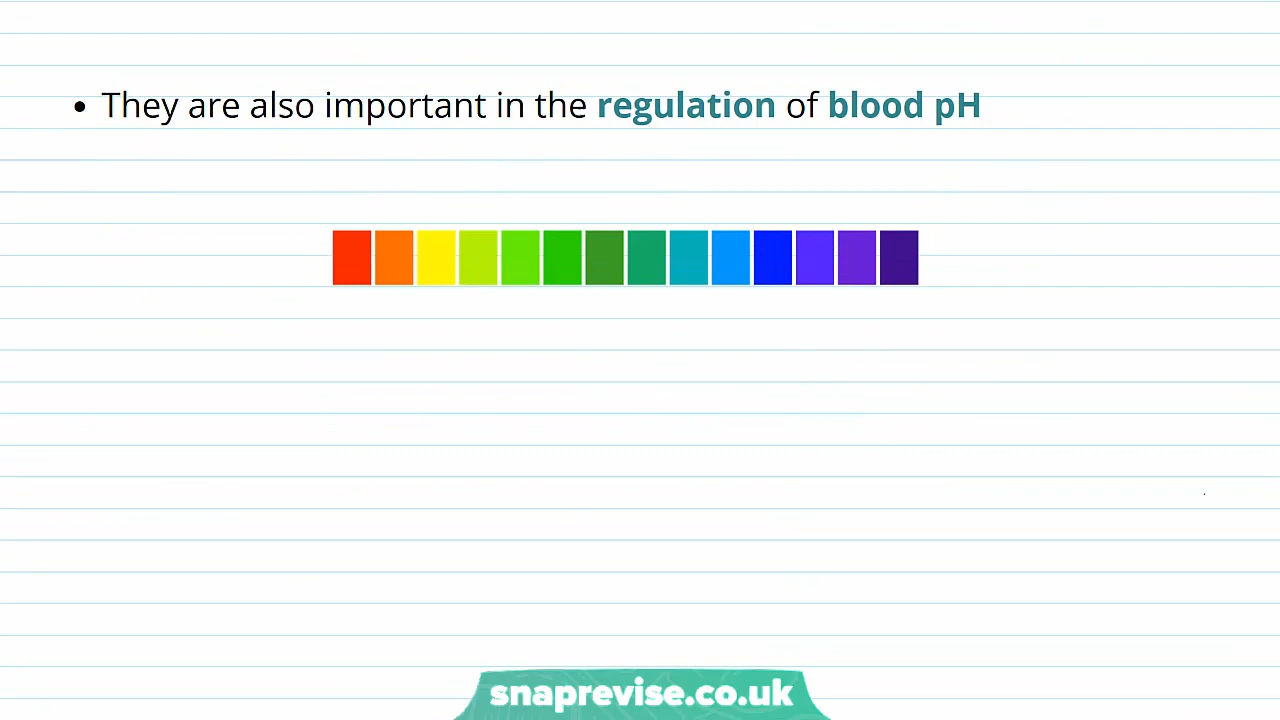 • They are also important in the regulation of blood pH
snaprevise.co.uk